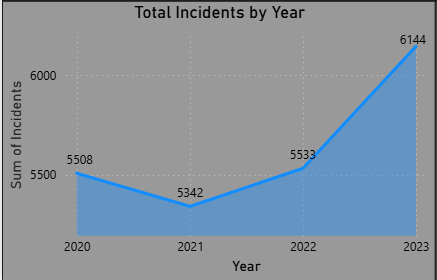 Total Incidents by Year
Sum of Incidents
6000
5500
5508
5342
5533
6144
2020 2021 2022 2023
Year